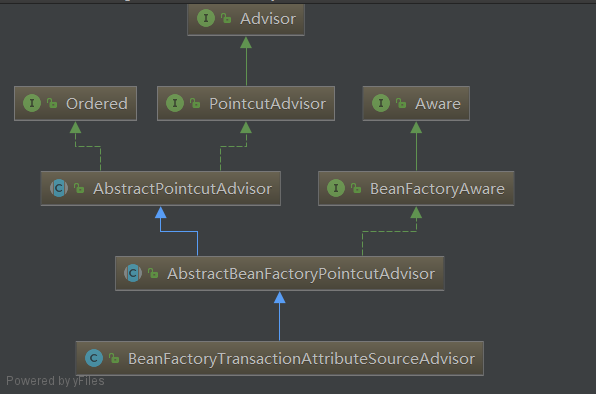 Advisor
Ordered
PointcutAdvisor
Aware
AbstractPointcutAdvisor
BeanFactoryAware
AbstractBeanFactoryPointcutAdvisor
BeanFactoryTransactionAttributeSourceAdvisor
Powered by yFiles